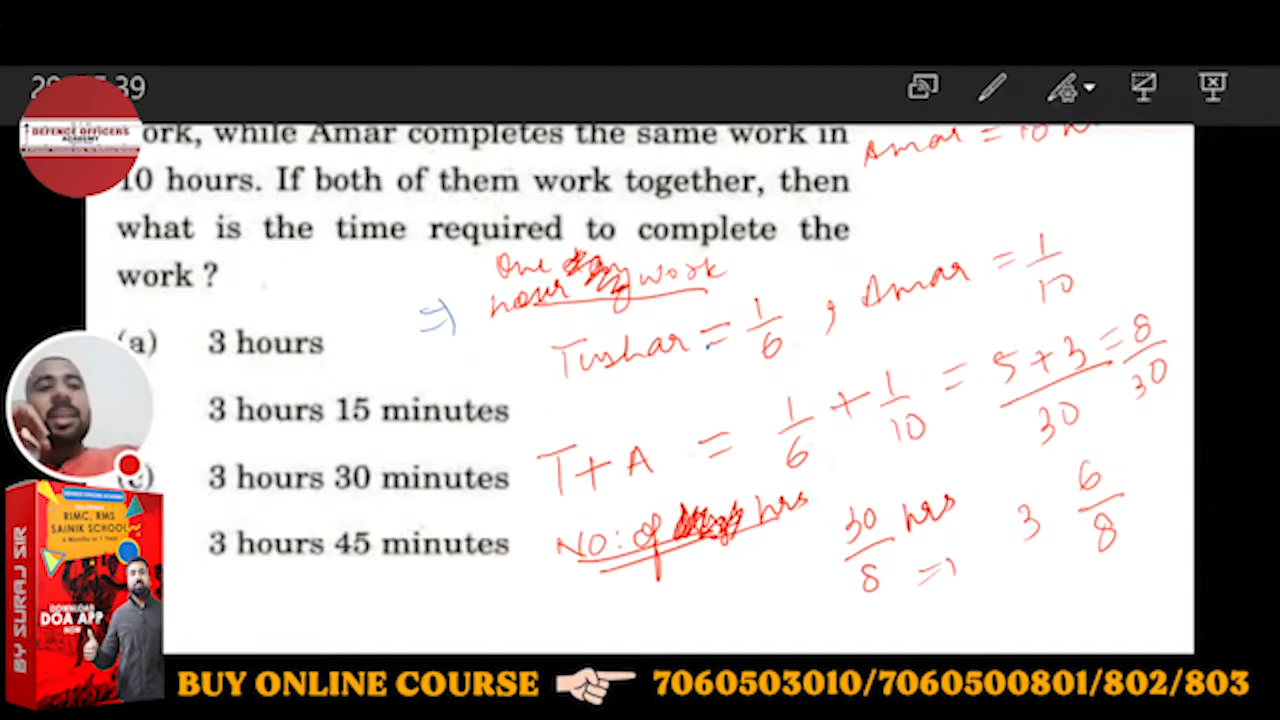 DEFENCE OFFICERS
ACADEMY
work, while Amar completes the same work in
10 hours. If both of them work together, then
what is the time required to complete the
work ?
(a) 3 hours
3 hours 15 minutes
3 hours 30 minutes
3 hours 45 minutes
Amar = 10
One
hour work
⇒
Tushar = 1/6 , Amar = 1/10
T+A = 1/6 + 1/10 = 5+3/30 = 8/30
No: of hrs 30/8 hrs
⇒ 3 6/8
RIMC, RMS
SAINIK SCHOOL
DOWNLOAD
DOA APP
NOW
BY SURAJ SIR
BUY ONLINE COURSE 7060503010/7060500801/802/803